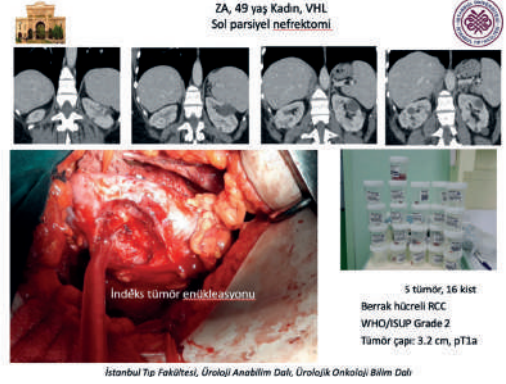 ZA, 49 yaş Kadın, VHL
Sol parsiyel nefrektomi
İndeks tümör enükleasyonu
5 tümör, 16 kist
Berrak hücreli RCC
WHO/ISUP Grade 2
Tümör çapı: 3.2 cm, pT1a
İstanbul Tıp Fakültesi, Üroloji Anabilim Dalı, Ürolojik Onkoloji Bilim Dalı